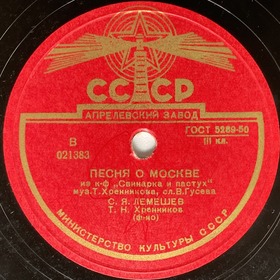 СССР
АПРЕЛЕВСКИЙ ЗАВОД
ГОСТ 5289-50
В
III кл.
021383
ПЕСНЯ О МОСКВЕ
из к-ф „Свинарка и пастух"
муз.Т.Хренникова, сл.В.Гусева
С. Я. ЛЕМЕШЕВ
Т. Н. Хренников
(ф-но)
МИНИСТЕРСТВО КУЛЬТУРЫ СССР